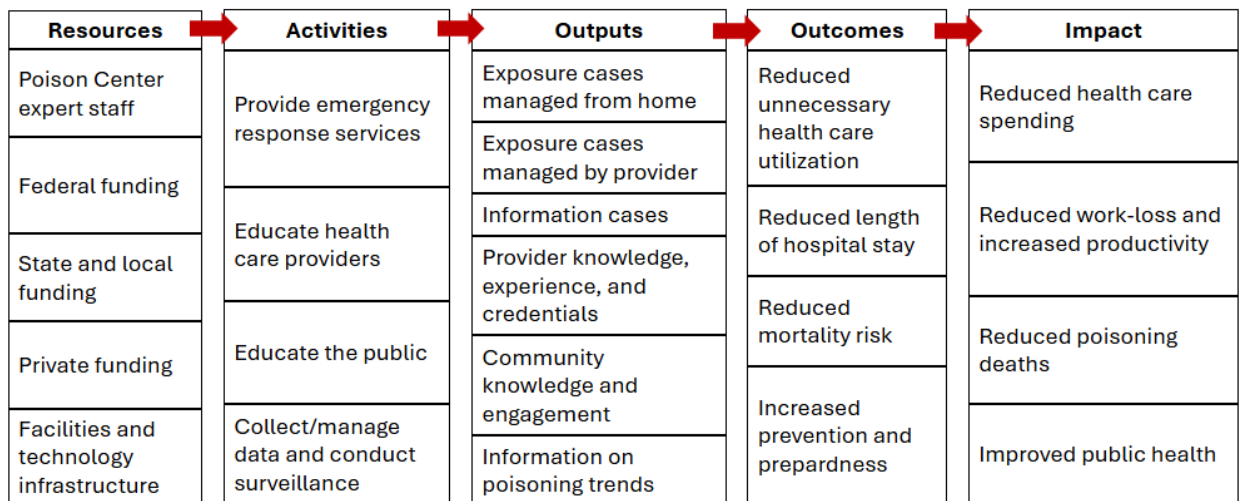 Resources
Activities
Outputs
Outcomes
Impact
Poison Center
expert staff
Federal funding
State and local
funding
Private funding
Facilities and
technology
infrastructure
Provide emergency
response services
Educate health
care providers
Educate the public
Collect/manage
data and conduct
surveillance
Exposure cases
managed from home
Exposure cases
managed by provider
Information cases
Provider knowledge,
experience, and
credentials
Community
knowledge and
engagement
Information on
poisoning trends
Reduced
unnecessary
health care
utilization
Reduced length
of hospital stay
Reduced
mortality risk
Increased
prevention and
prepardness
Reduced health care
spending
Reduced work-loss and
increased productivity
Reduced poisoning
deaths
Improved public health